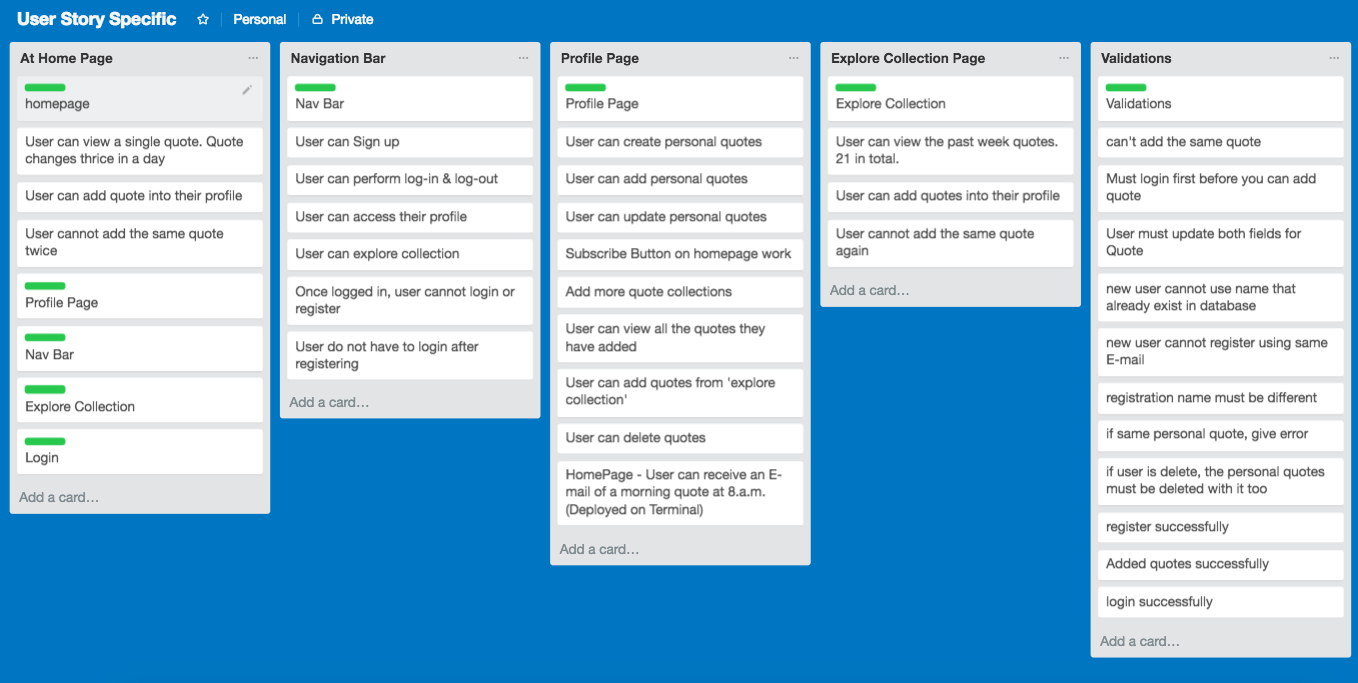 User Story Specific
Personal
Private
At Home Page
homepage
User can view a single quote. Quote
changes thrice in a day
User can add quote into their profile
User cannot add the same quote
twice
Profile Page
Nav Bar
Explore Collection
Login
Add a card…
Navigation Bar
Nav Bar
User can Sign up
User can perform log-in & log-out
User can access their profile
User can explore collection
Once logged in, user cannot login or
register
User do not have to login after
registering
Add a card…
Profile Page
Profile Page
User can create personal quotes
User can add personal quotes
User can update personal quotes
Subscribe Button on homepage work
Add more quote collections
User can view all the quotes they
have added
User can add quotes from 'explore
collection'
User can delete quotes
HomePage - User can receive an E-
mail of a morning quote at 8.a.m.
(Deployed on Terminal)
Add a card…
Explore Collection Page
Explore Collection
User can view the past week quotes.
21 in total.
User can add quotes into their profile
User cannot add the same quote
again
Add a card…
Validations
Validations
can't add the same quote
Must login first before you can add
quote
User must update both fields for
Quote
new user cannot use name that
already exist in database
new user cannot register using same
E-mail
registration name must be different
if same personal quote, give error
if user is delete, the personal quotes
must be deleted with it too
register successfully
Added quotes successfully
login successfully
Add a card…